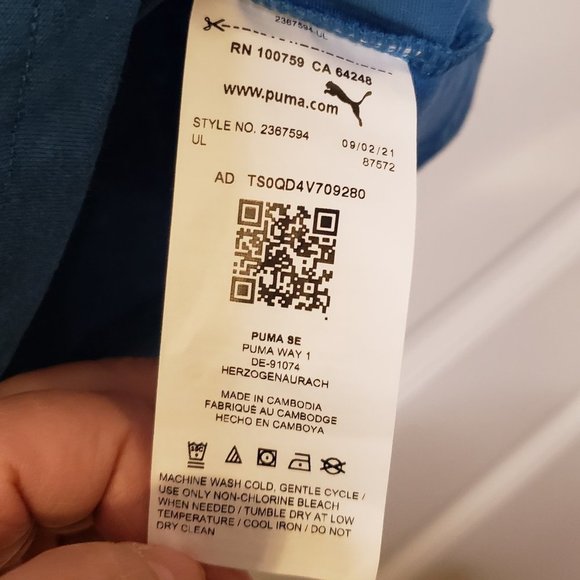 2367594 UL
RN 100759 CA 64248
www.puma.com
STYLE NO. 2367594 09/02/21
UL 87572
AD TS0QD4V709280
PUMA SE
PUMA WAY 1
DE-91074
HERZOGENAURACH
MADE IN CAMBODIA
FABRIQUÉ AU CAMBODGE
HECHO EN CAMBOYA
MACHINE WASH COLD, GENTLE CYCLE /
USE ONLY NON-CHLORINE BLEACH
WHEN NEEDED / TUMBLE DRY AT LOW
TEMPERATURE / COOL IRON / DO NOT
DRY CLEAN